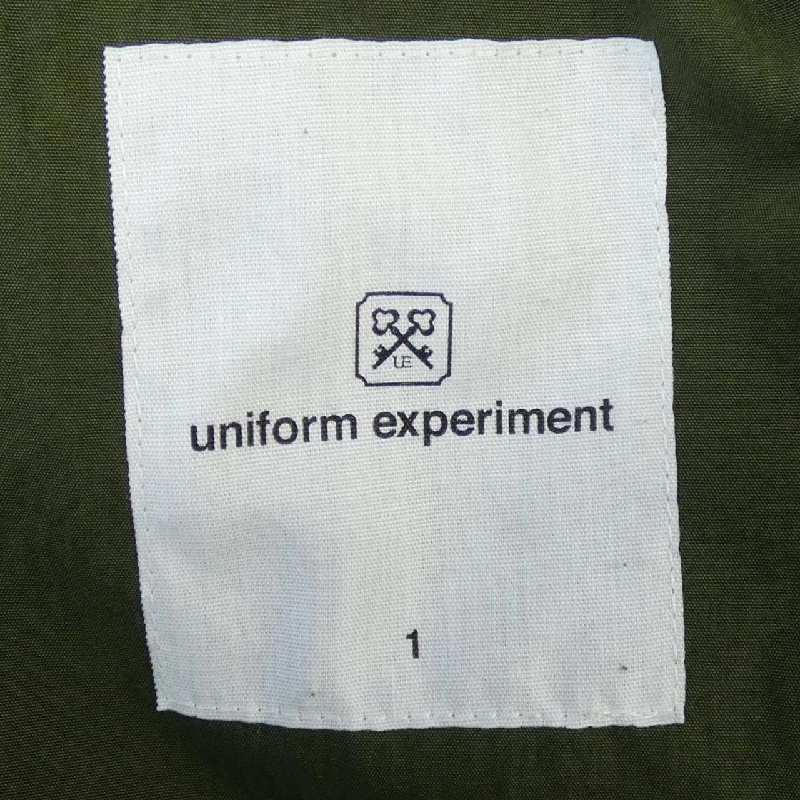 UE
uniform experiment
1